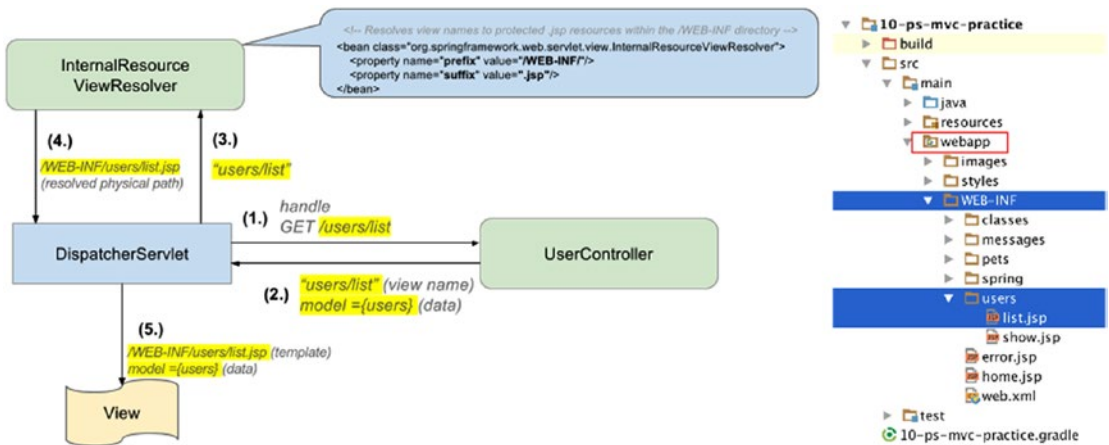 <!-- Resolves view names to protected .jsp resources within the /WEB-INF directory -->
<bean class="org.springframework.web.servlet.view.InternalResourceViewResolver">
<property name="prefix" value="/WEB-INF/"/>
<property name="suffix" value=".jsp"/>
</bean>
InternalResource
ViewResolver
(4.)
(3.)
/WEB-INF/users/list.jsp
(resolved physical path)
"users/list"
(1.)
handle
GET /users/list
DispatcherServlet
UserController
(2.)
"users/list" (view name)
model ={users} (data)
(5.)
/WEB-INF/users/list.jsp (template)
model ={users} (data)
View
10-ps-mvc-practice
build
src
main
java
resources
webapp
images
styles
WEB-INF
classes
messages
pets
spring
users
list.jsp
show.jsp
error.jsp
home.jsp
web.xml
test
10-ps-mvc-practice.gradle